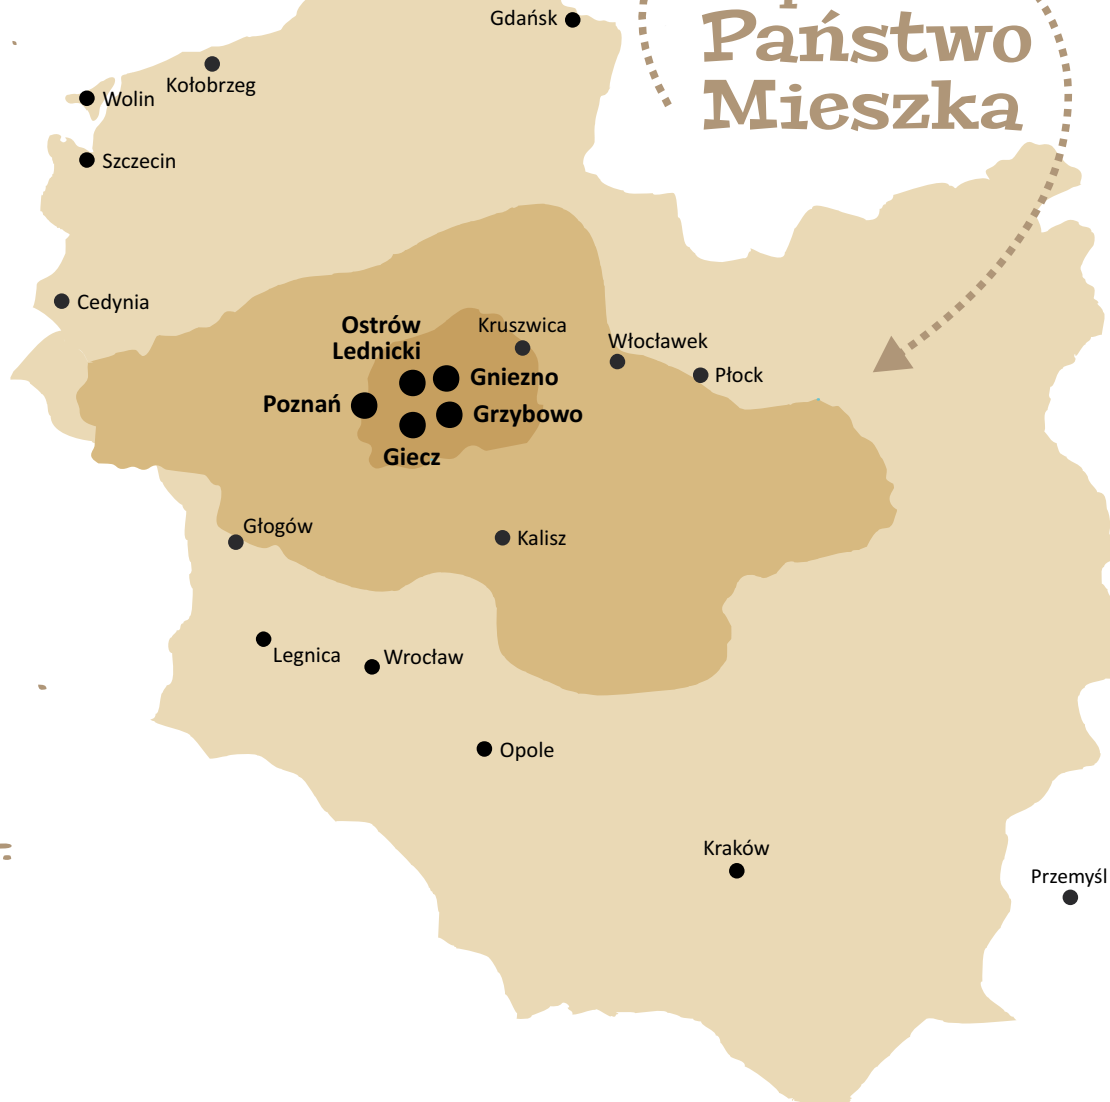 Gdańsk
Państwo
Mieszka
Kołobrzeg
Wolin
Szczecin
Cedynia
Ostrów
Lednicki
Kruszwica
Włocławek
Płock
Gniezno
Poznań
Grzybowo
Giecz
Głogów
Kalisz
Legnica
Wrocław
Opole
Kraków
Przemyśl